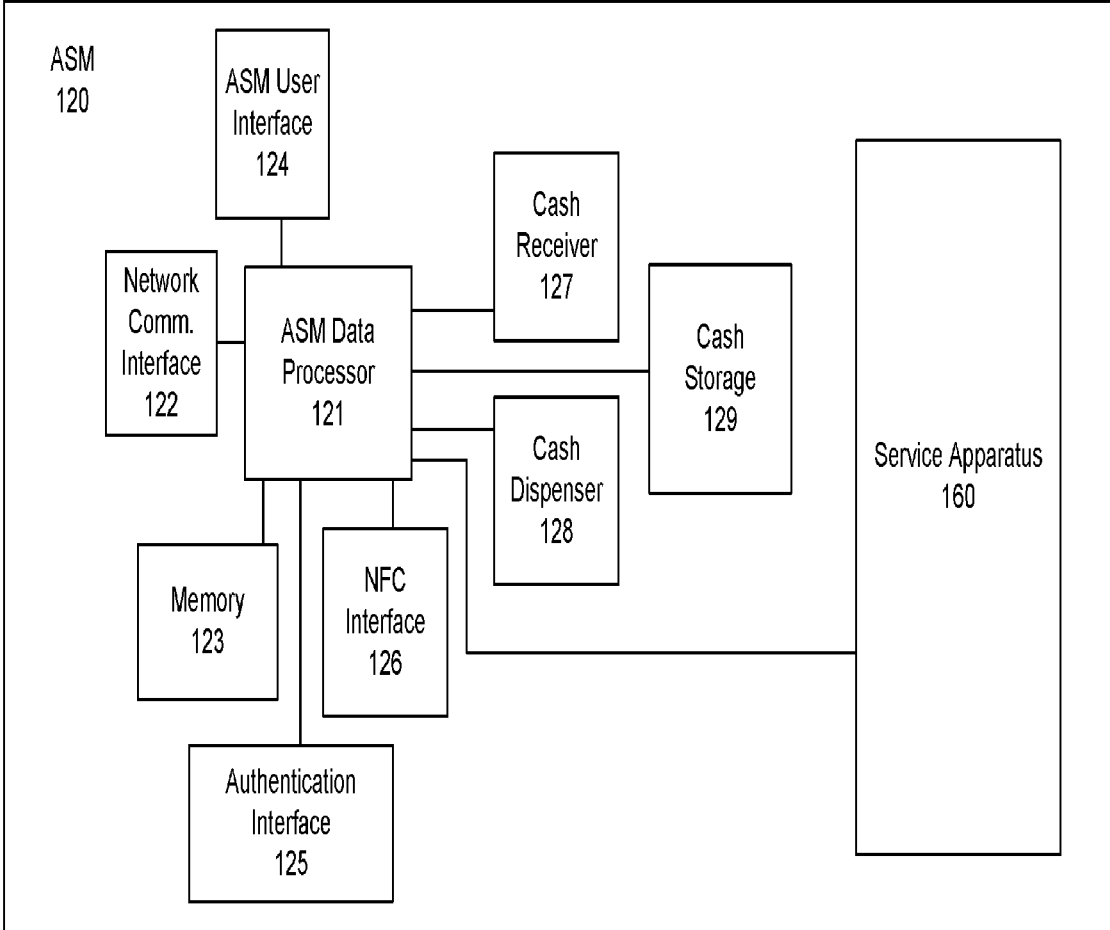 ASM
120
ASM User
Interface
124
Network
Comm.
Interface
122
ASM Data
Processor
121
Cash
Receiver
127
Cash
Storage
129
Cash
Dispenser
128
Service Apparatus
160
Memory
123
NFC
Interface
126
Authentication
Interface
125